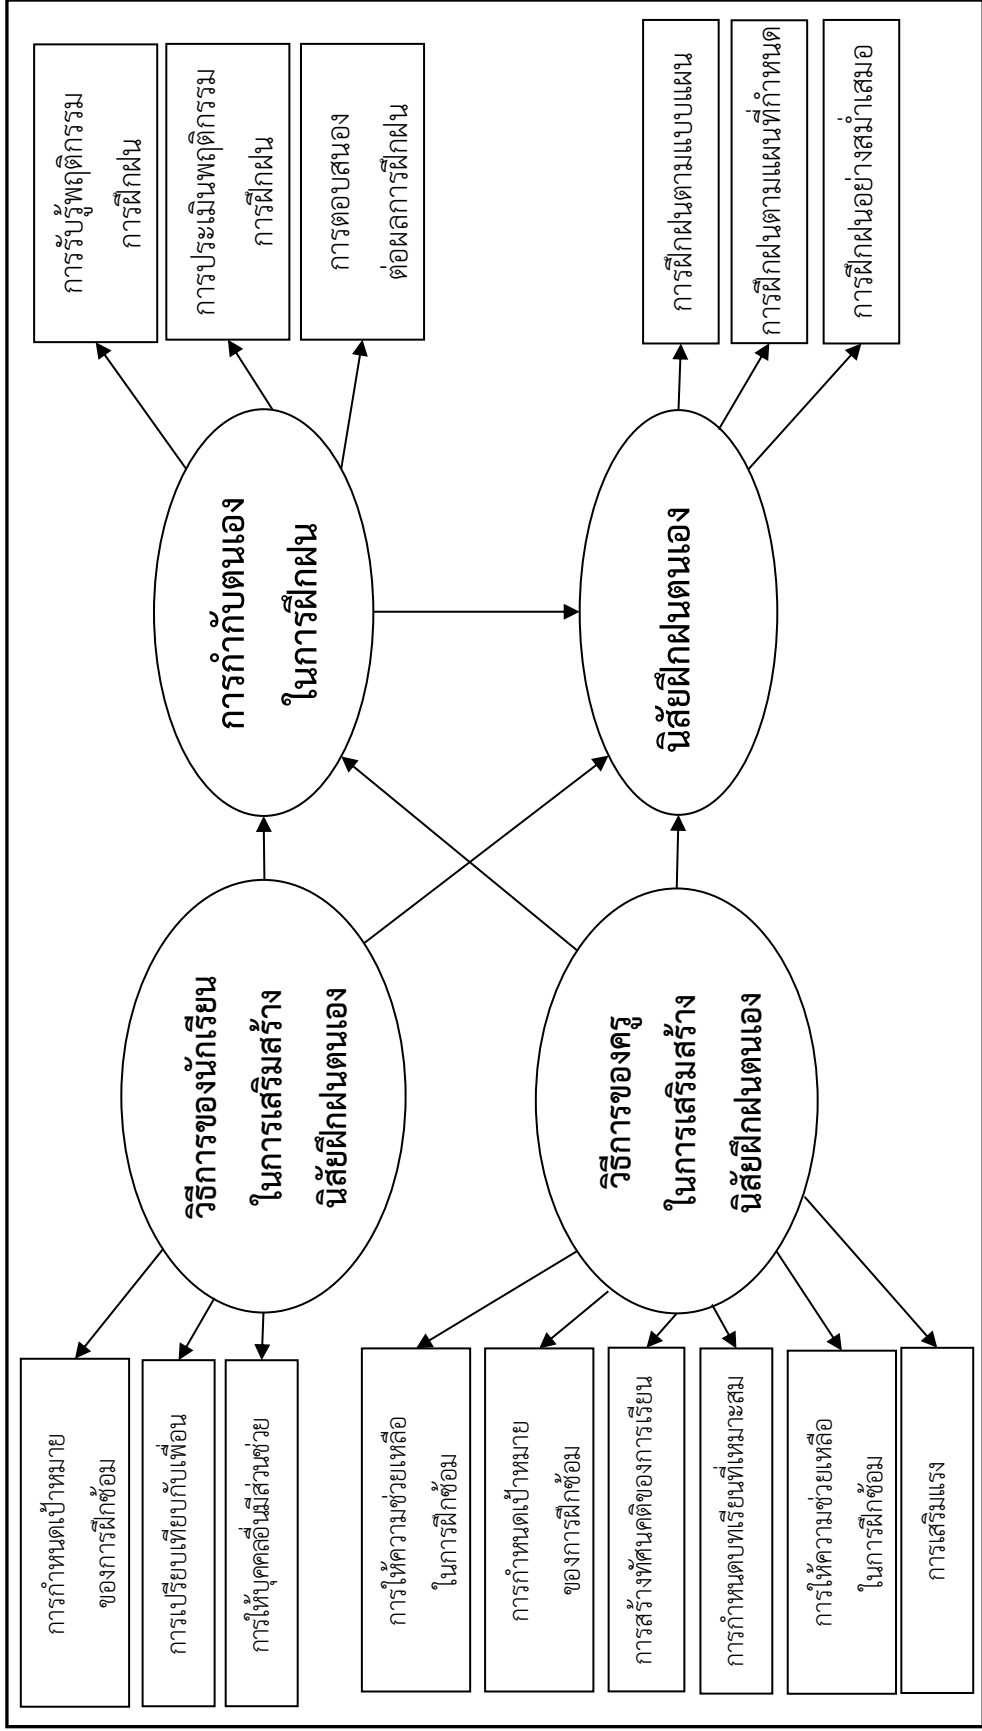 การกำหนดเป้าหมาย
ของการฝึกซ้อม
การเปรียบเทียบกับเพื่อน
การให้บุคคลอื่นมีส่วนช่วย
การให้ความช่วยเหลือ
ในการฝึกซ้อม
การกำหนดเป้าหมาย
ของการฝึกซ้อม
การสร้างทัศนคติของการเรียน
การกำหนดบทเรียนที่เหมาะสม
การให้ความช่วยเหลือ
ในการฝึกซ้อม
การเสริมแรง
วิธีการของนักเรียน
ในการเสริมสร้าง
นิสัยฝึกฝนตนเอง
วิธีการของครู
ในการเสริมสร้าง
นิสัยฝึกฝนตนเอง
การกำกับตนเอง
ในการฝึกฝน
นิสัยฝึกฝนตนเอง
การรับรู้พฤติกรรม
การฝึกฝน
การประเมินพฤติกรรม
การฝึกฝน
การตอบสนอง
ต่อผลการฝึกฝน
การฝึกฝนตามแบบแผน
การฝึกฝนตามแผนที่กำหนด
การฝึกฝนอย่างสม่ำเสมอ